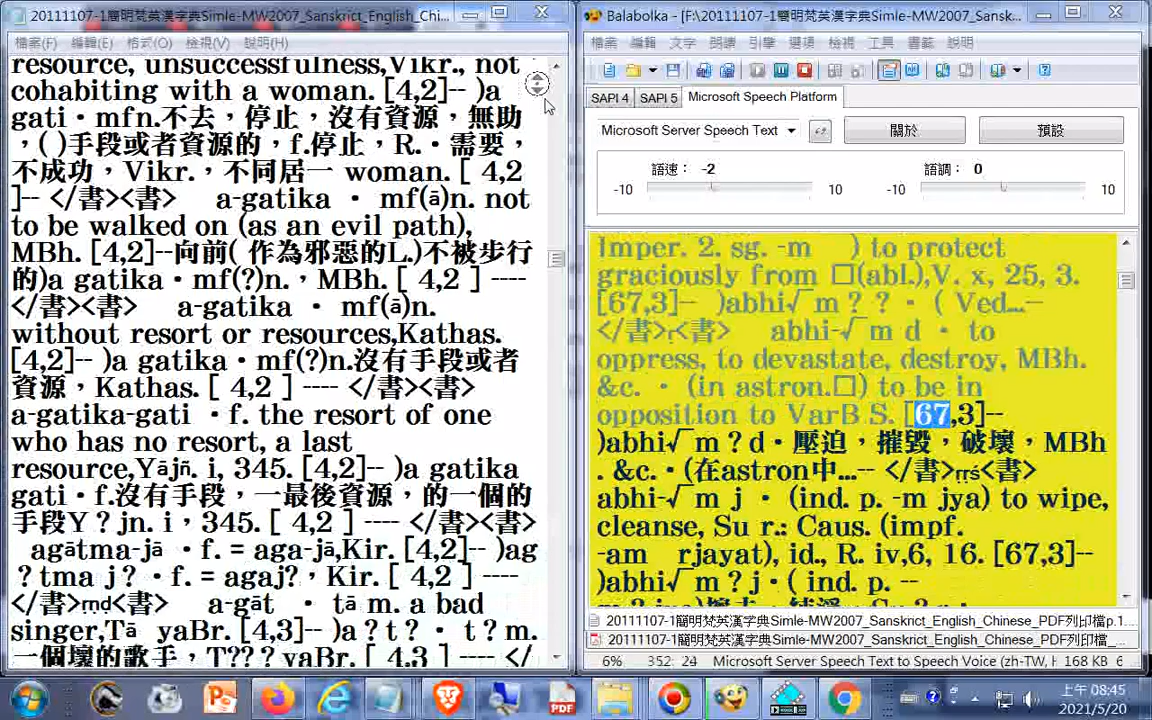 20111107-1簡明梵英漢字典Simle-MW2007_Sanskrict_English_Chi...
檔案(F) 編輯(E) 格式(O) 檢視(V) 說明(H)
resource, unsuccessfulness,Vikr., not
cohabiting with a woman. [4,2]-- )a
gati‧mfn.不去，停止，沒有資源，無助
，( )手段或者資源的，f.停止，R.‧需要，
不成功，Vikr.，不同居一 woman. [ 4,2
]-- </書><書> a-gatika ‧ mf(ā)n. not
to be walked on (as an evil path),
MBh. [4,2]--向前( 作為邪惡的L.)不被步行
的)a gatika‧mf(?)n.，MBh. [ 4,2] ----
</書><書> a-gatika ‧ mf(ā)n.
without resort or resources,Kathas.
[4,2]-- )a gatika‧mf(?)n.沒有手段或者
資源，Kathas. [ 4,2 ] ---- </書><書>
a-gatika-gati ‧f. the resort of one
who has no resort, a last
resource,Yājñ. i, 345. [4,2]-- )a gatika
gati‧f.沒有手段，一最後資源，的一個的
手段Y？jn. i，345. [ 4,2 ] ---- </書><書>
agātma-jā ‧f. = aga-jā,Kir. [4,2]-- )ag
？tma j？‧f. = agaj?，Kir. [ 4,2 ] ----
</書>ṃḍ<書> a-gāt ‧ tā m. a bad
singer,Tā yaBr. [4,3]-- )a？t？‧ t？m.
一個壞的歌手，T??? yaBr. [ 4,3 ] ---- </
Balabolka - [F:\20111107-1簡明梵英漢字典Simle-MW2007_Sansk...
檔案 編輯 文字 朗讀 引擎 選項 檢視 工具 書籤 說明
SAPI 4 SAPI 5 Microsoft Speech Platform
Microsoft Server Speech Text 關於 預設
語速： -2 語調： 0
-10 10 -10 10
Imper. 2. sg. -m ) to protect
graciously from □(abl.),V. x, 25, 3.
[67,3]-- )abhi√m？？‧( Ved...--
</書>ṛ<書> abhi-√m d ‧ to
oppress, to devastate, destroy, MBh.
&c. ‧ (in astron.□) to be in
opposition to VarB S. [67,3]--
)abhi√m？d‧壓迫，摧毀，破壞，MBh
. &c.‧(在astron中...-- </書>ṛṛś<書>
abhi-√m j ‧ (ind. p. -m jya) to wipe,
cleanse, Su r.: Caus. (impf.
-am rjayat), id., R. iv,6, 16. [67,3]--
)abhi√m？j‧( ind. p. --
20111107-1簡明梵英漢字典Simle-MW2007_Sanskrict_English_Chinese_PDF列印檔p.1...
20111107-1簡明梵英漢字典Simle-MW2007_Sanskrict_English_Chinese_PDF列印檔_...
6% 352: 24 Microsoft Server Speech Text to Speech Voice (zh-TW, H 168 KB 6
上午 08:45
2021/5/20